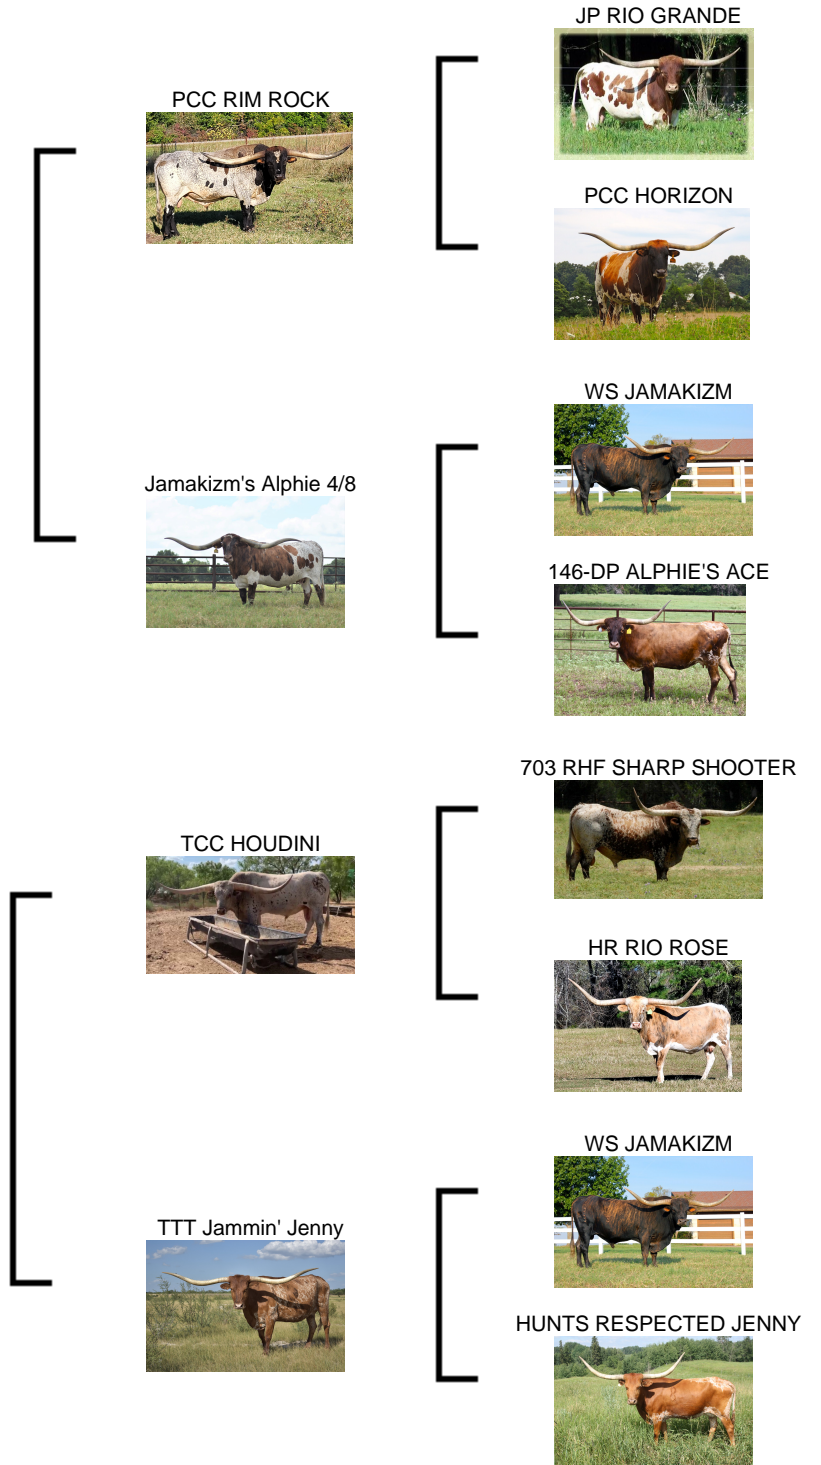 JP RIO GRANDE
PCC RIM ROCK
PCC HORIZON
WS JAMAKIZM
Jamakizm's Alphie 4/8
146-DP ALPHIE'S ACE
703 RHF SHARP SHOOTER
TCC HOUDINI
HR RIO ROSE
WS JAMAKIZM
TTT Jammin' Jenny
HUNTS RESPECTED JENNY